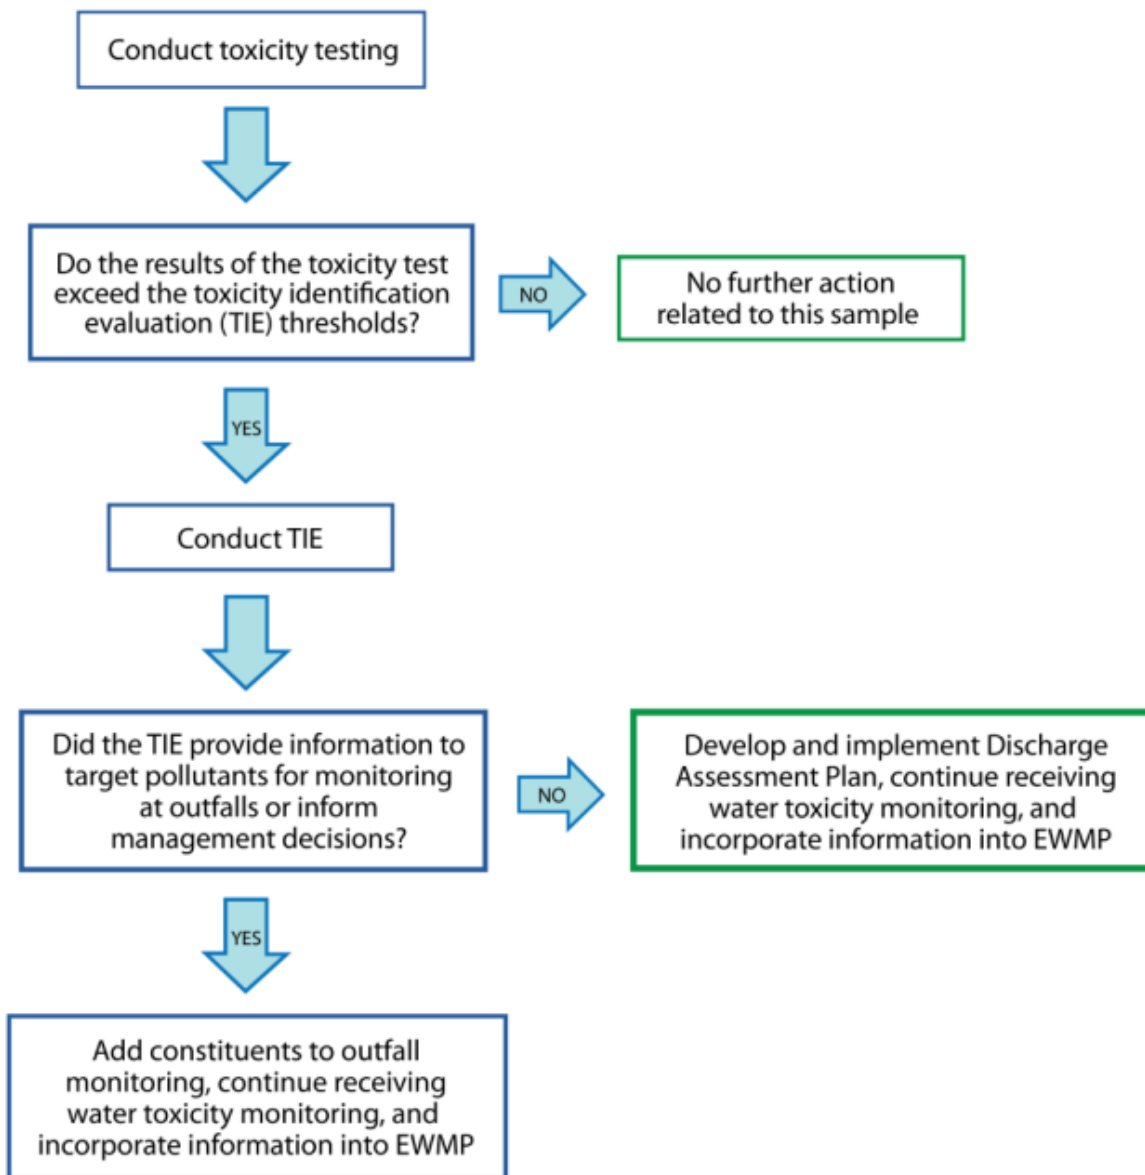 Conduct toxicity testing
Do the results of the toxicity test
exceed the toxicity identification
evaluation (TIE) thresholds?
NO
No further action
related to this sample
YES
Conduct TIE
Did the TIE provide information to
target pollutants for monitoring
at outfalls or inform
management decisions?
NO
Develop and implement Discharge
Assessment Plan, continue receiving
water toxicity monitoring, and
incorporate information into EWMP
YES
Add constituents to outfall
monitoring, continue receiving
water toxicity monitoring, and
incorporate information into EWMP